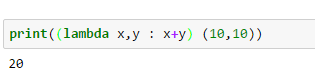 print((lambda x,y : x+y) (10,10))
20